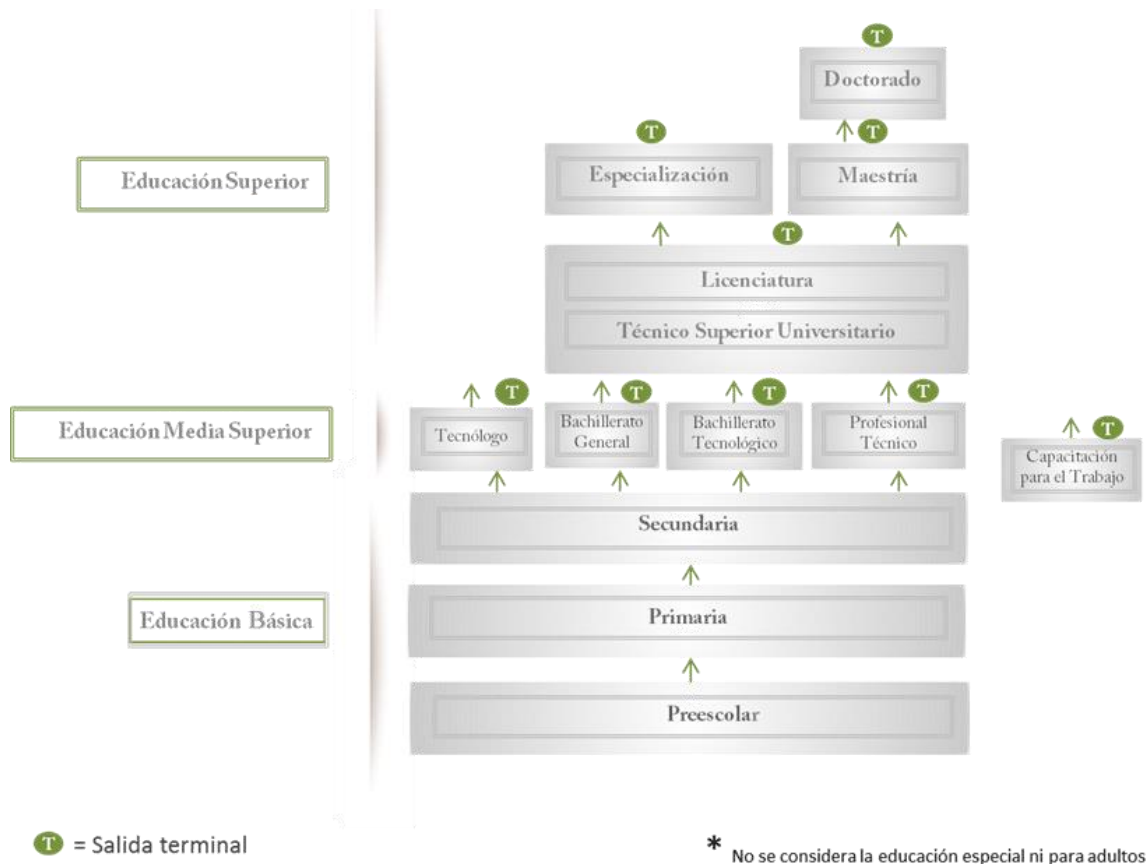 T
Doctorado
T
T
Educación Superior
Especialización
Maestría
T
Licenciatura
Técnico Superior Universitario
T
T
T
T
Educación Media Superior
Tecnólogo
Bachillerato
General
Bachillerato
Tecnológico
Profesional
Técnico
T
Capacitación
para el Trabajo
Secundaria
Educación Básica
Primaria
Preescolar
T = Salida terminal
* No se considera la educación especial ni para adultos